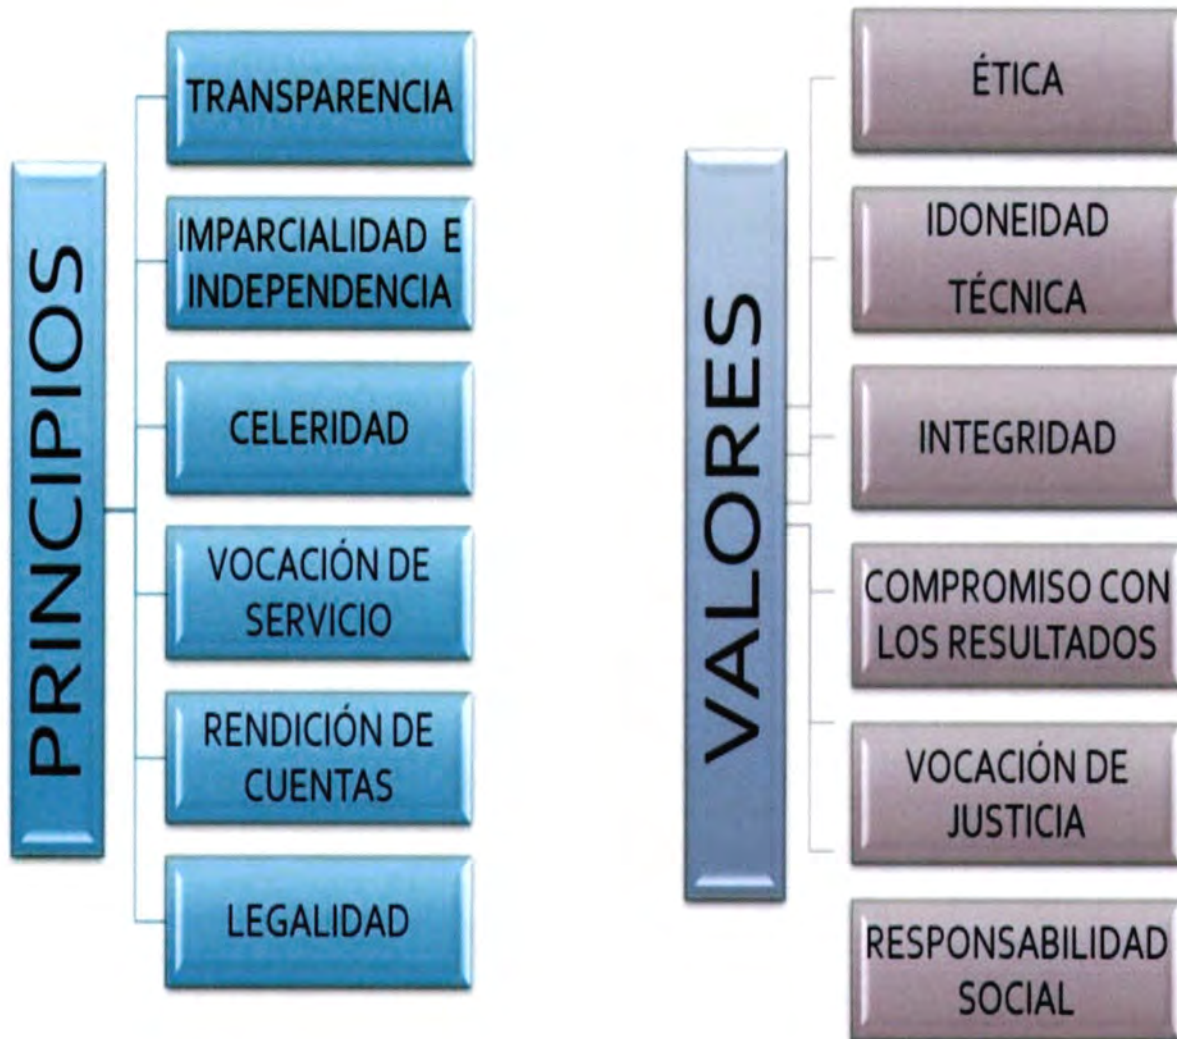 PRINCIPIOS
TRANSPARENCIA
IMPARCIALIDAD E
INDEPENDENCIA
CELERIDAD
VOCACIÓN DE
SERVICIO
RENDICIÓN DE
CUENTAS
LEGALIDAD
VALORES
ÉTICA
IDONEIDAD
TÉCNICA
INTEGRIDAD
COMPROMISO CON
LOS RESULTADOS
VOCACIÓN DE
JUSTICIA
RESPONSABILIDAD
SOCIAL